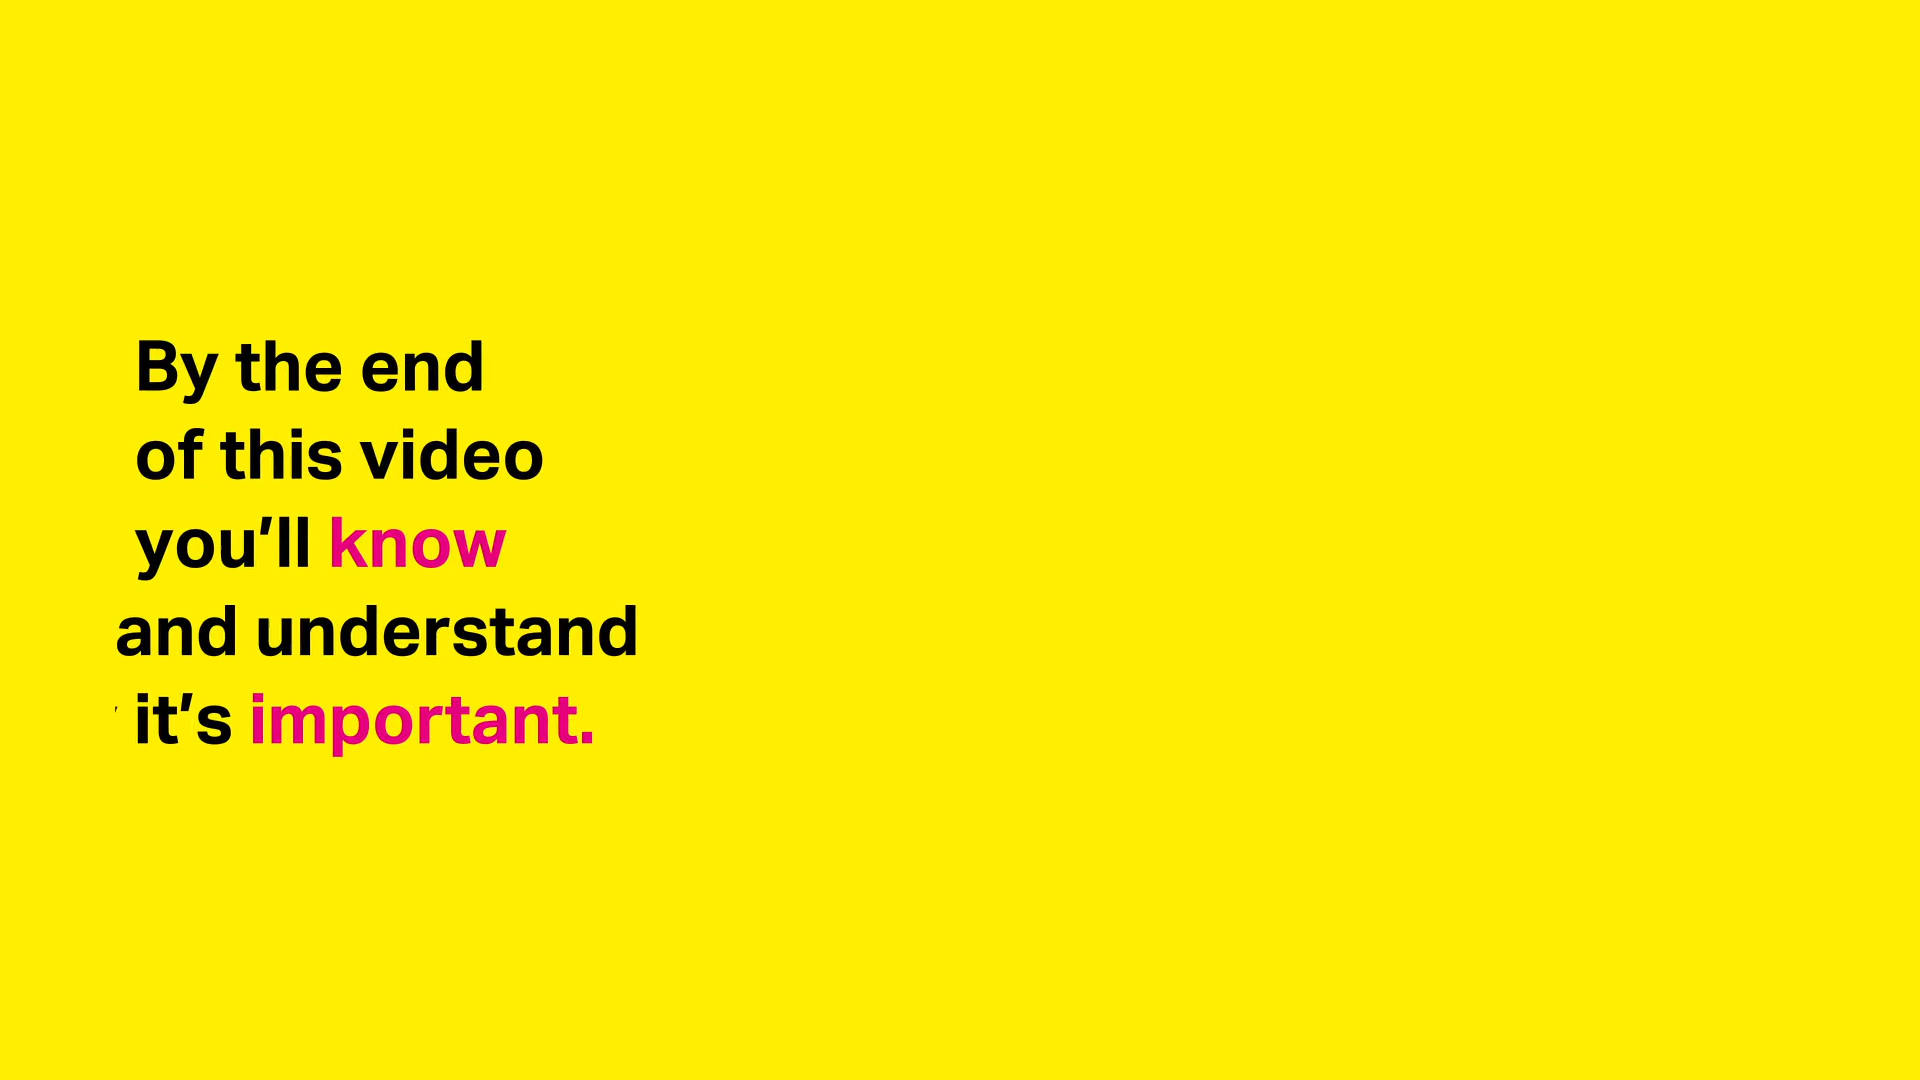 By the end
of this video
you’ll know
and understand
it’s important.